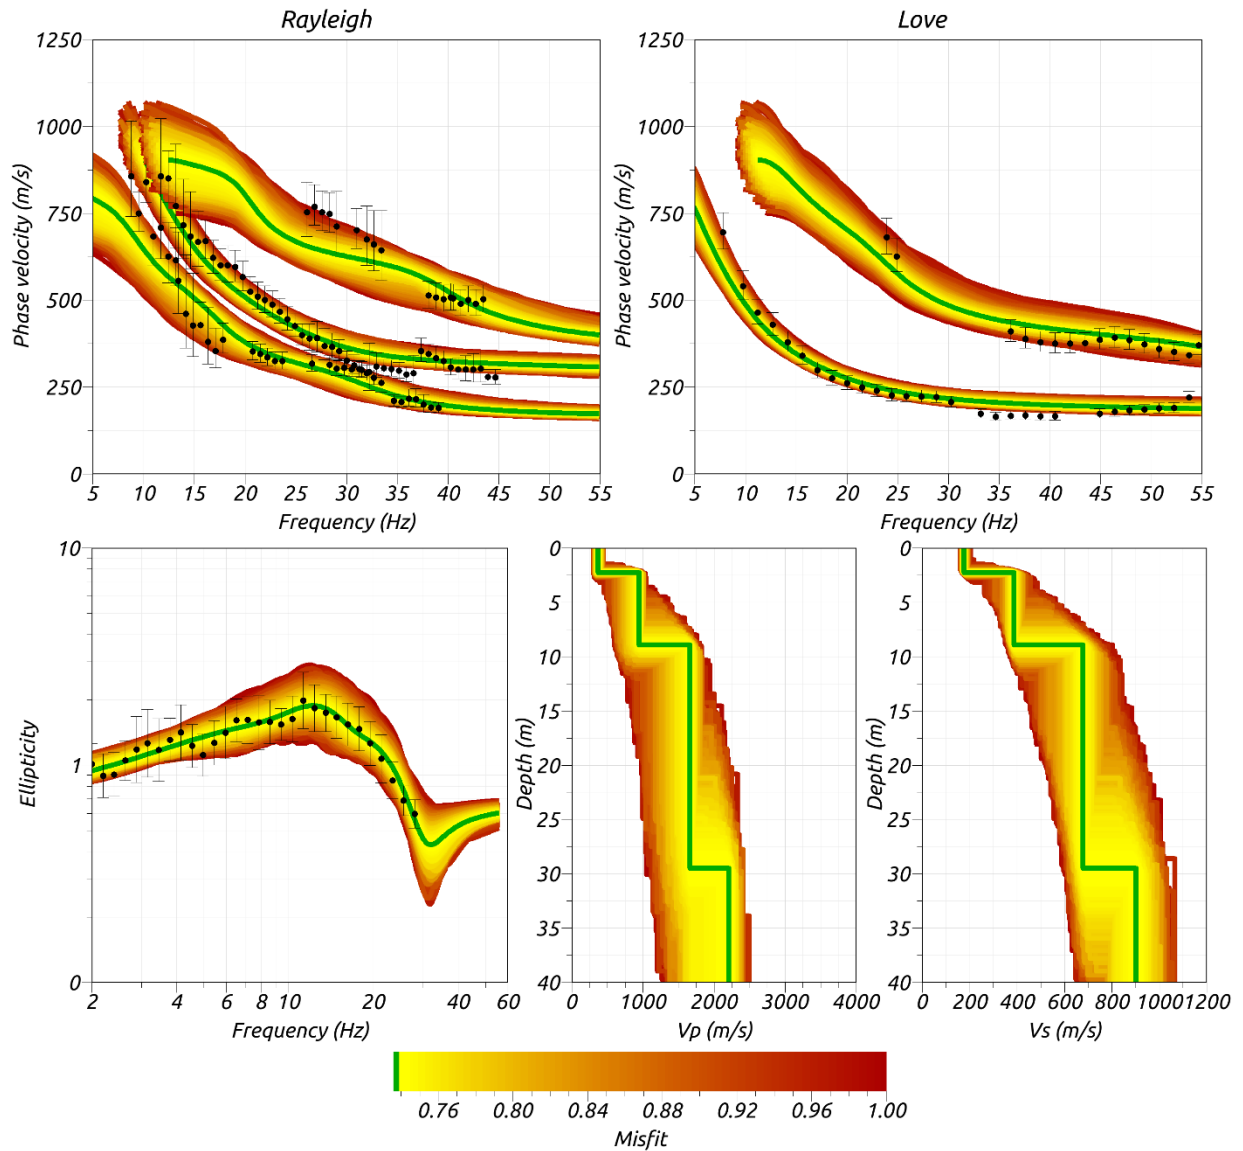 Rayleigh
Love
1250
1000
750
500
250
0
Phase velocity (m/s)
5 10 15 20 25 30 35 40 45 50 55
Frequency (Hz)
1250
1000
750
500
250
0
Phase velocity (m/s)
5 10 15 20 25 30 35 40 45 50 55
Frequency (Hz)
10
1
0
Ellipticity
2 4 6 8 10 20 40 60
Frequency (Hz)
0
5
10
15
20
25
30
35
40
Depth (m)
0 1000 2000 3000 4000
Vp (m/s)
0
5
10
15
20
25
30
35
40
Depth (m)
0 200 400 600 800 1000 1200
Vs (m/s)
0.76 0.80 0.84 0.88 0.92 0.96 1.00
Misfit